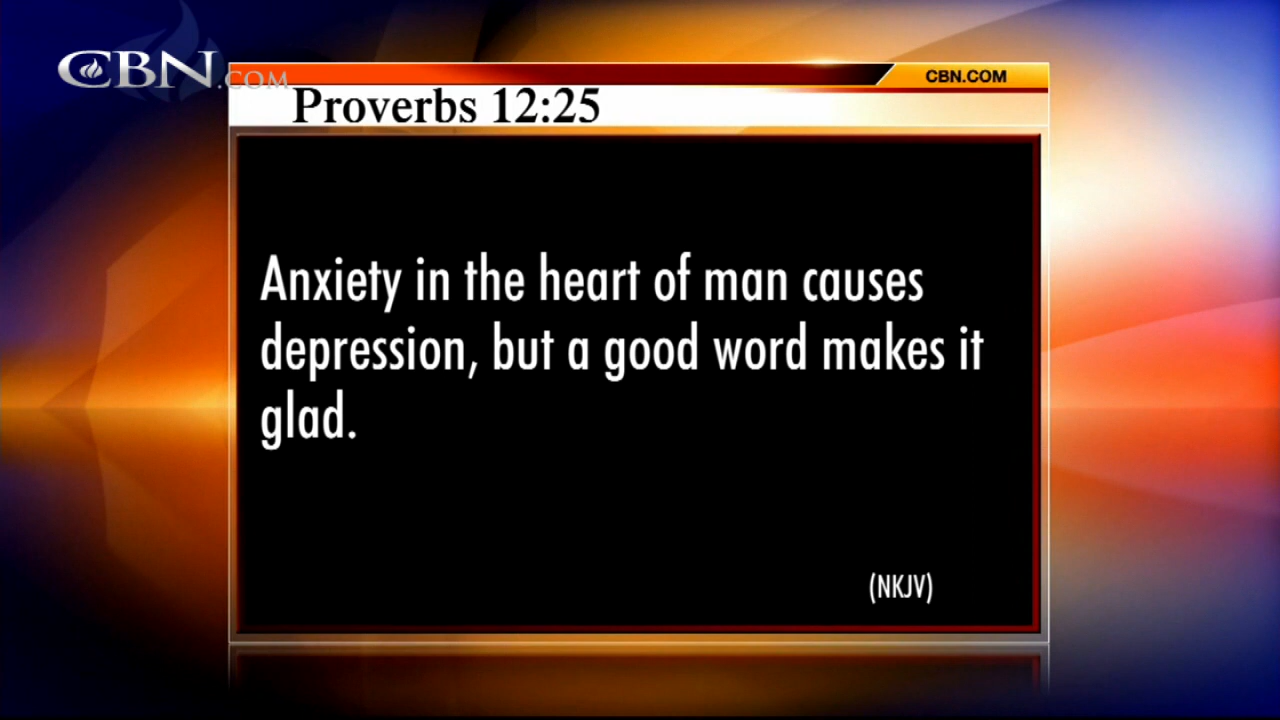 CBN.COM
CBN.COM
Proverbs 12:25
Anxiety in the heart of man causes
depression, but a good word makes it
glad.
(NKJV)